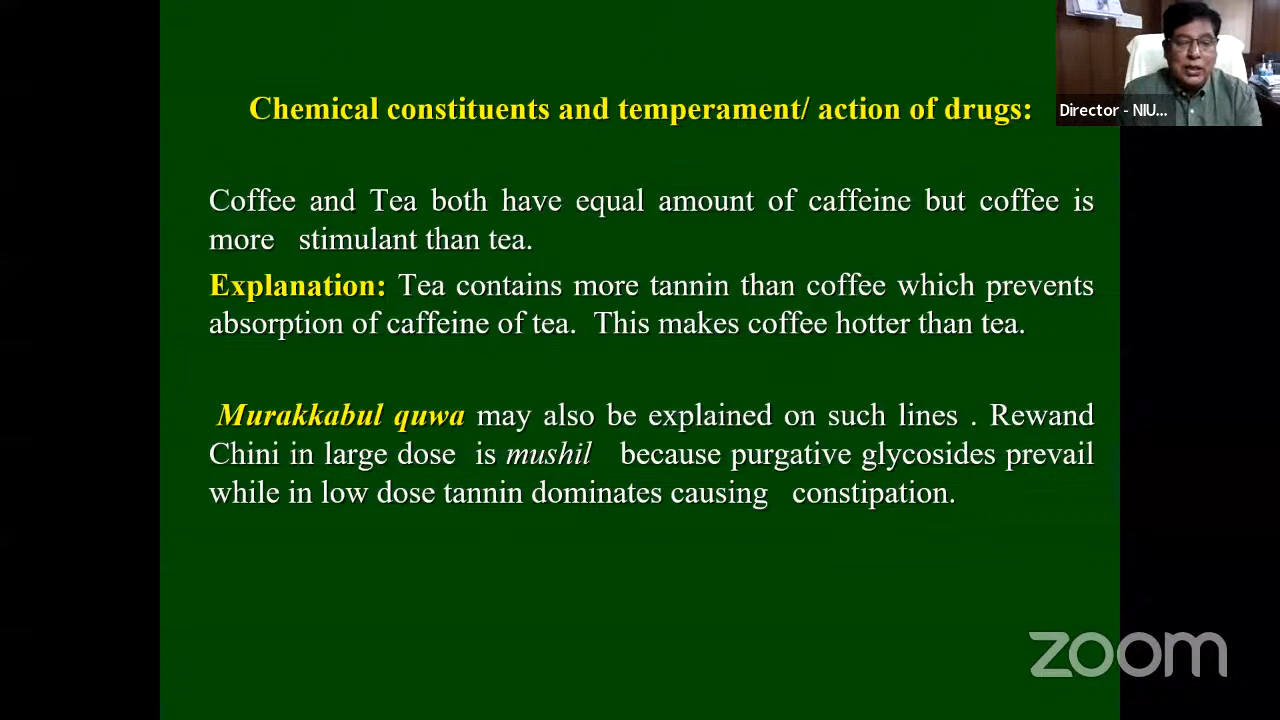 Chemical constituents and temperament/ action of drugs:
Director - NIU...
Coffee and Tea both have equal amount of caffeine but coffee is
more stimulant than tea.
Explanation: Tea contains more tannin than coffee which prevents
absorption of caffeine of tea. This makes coffee hotter than tea.
Murakkabul quwa may also be explained on such lines . Rewand
Chini in large dose is mushil because purgative glycosides prevail
while in low dose tannin dominates causing constipation.
zoom